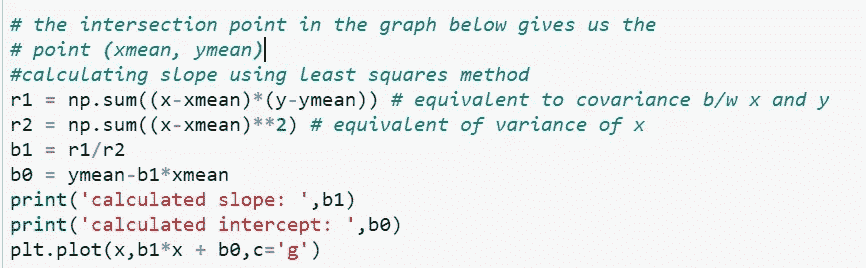 # the intersection point in the graph below gives us the
# point (xmean, ymean)
#calculating slope using least squares method
r1 = np.sum((x-xmean)*(y-ymean)) # equivalent to covariance b/w x and y
r2 = np.sum((x-xmean)**2) # equivalent of variance of x
b1 = r1/r2
b0 = ymean-b1*xmean
print('calculated slope: ',b1)
print('calculated intercept: ',b0)
plt.plot(x,b1*x + b0,c='g')